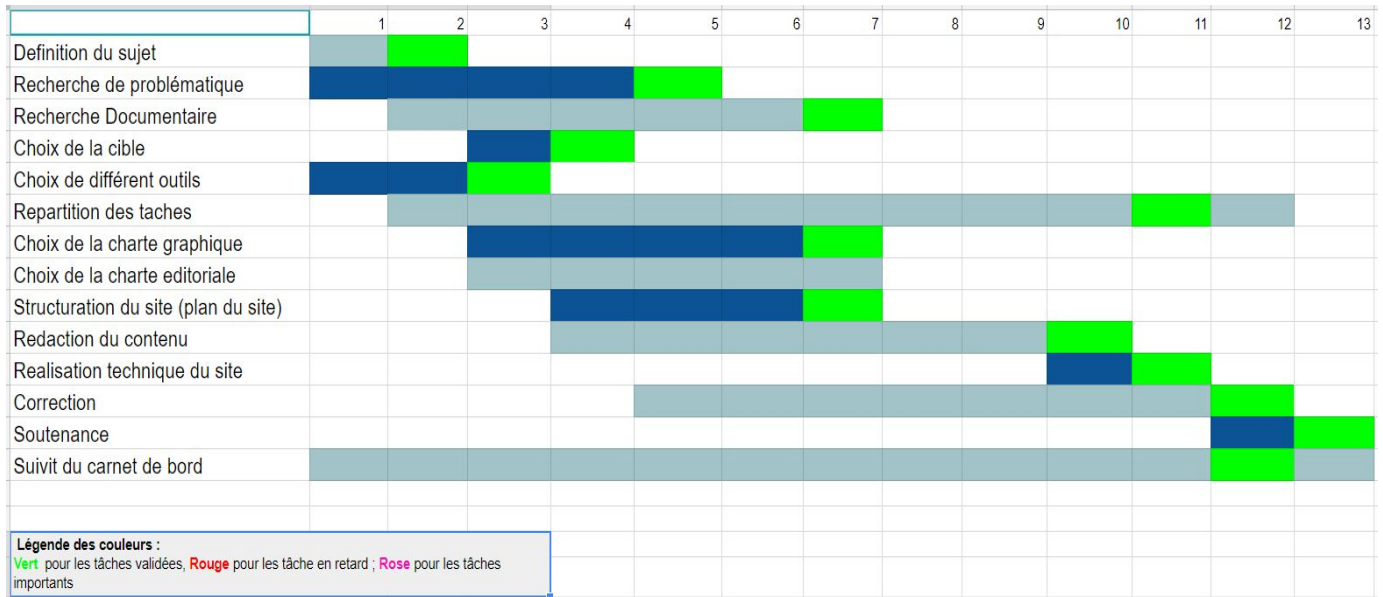 1 2 3 4 5 6 7 8 9 10 11 12 13
Definition du sujet
Recherche de problématique
Recherche Documentaire
Choix de la cible
Choix de différent outils
Repartition des taches
Choix de la charte graphique
Choix de la charte editoriale
Structuration du site (plan du site)
Redaction du contenu
Realisation technique du site
Correction
Soutenance
Suivit du carnet de bord
Légende des couleurs :
Vert pour les tâches validées, Rouge pour les tâche en retard ; Rose pour les tâches
importants